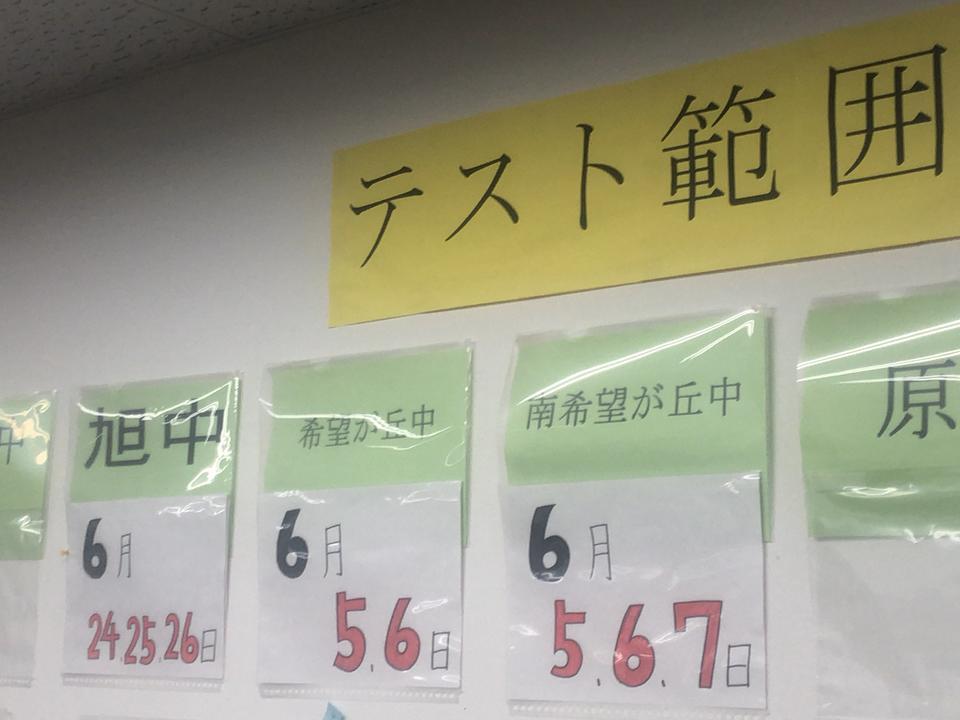 テスト範囲
中
旭中
6月
24.25.26日
希望が丘中
6月
5.6日
南希望が丘中
6月
5.6.7日
原